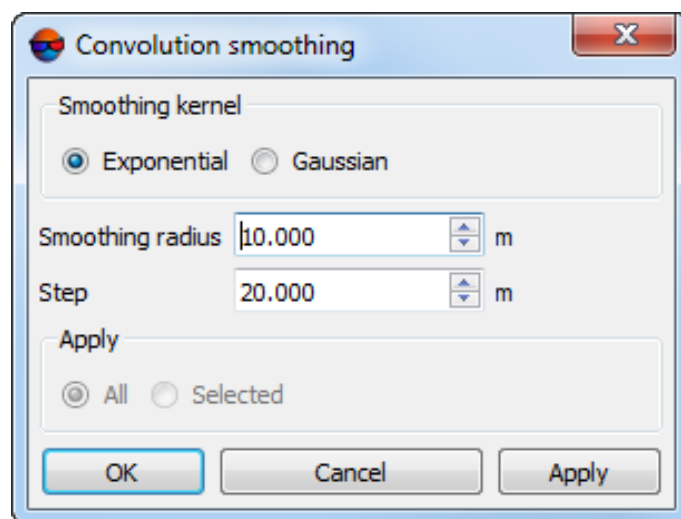 Convolution smoothing
Smoothing kernel
Exponential Gaussian
Smoothing radius 10.000 m
Step 20.000 m
Apply
All Selected
OK Cancel Apply